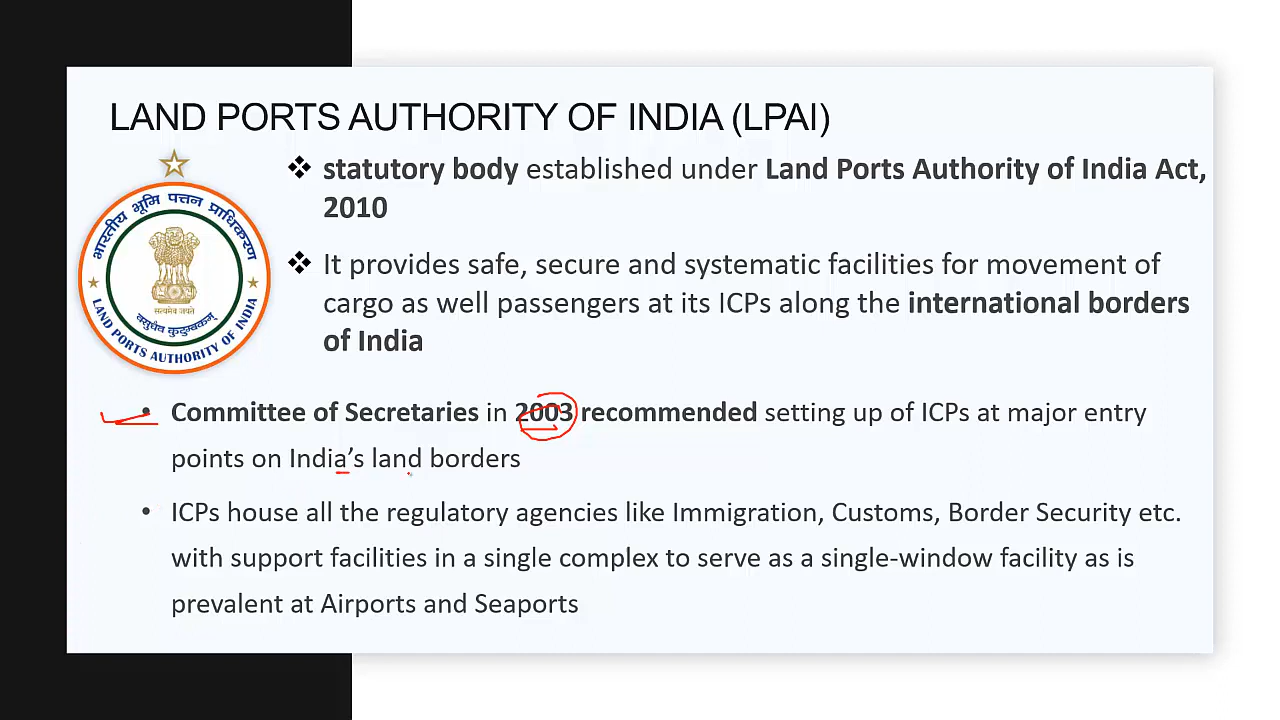 LAND PORTS AUTHORITY OF INDIA (LPAI)
❖ statutory body established under Land Ports Authority of India Act,
2010
❖ It provides safe, secure and systematic facilities for movement of
cargo as well passengers at its ICPs along the international borders
of India
भारतीय भूमि पत्तन प्राधिकरण
सत्यमेव जयते
वसुधैव कुटुम्बकम्
LAND PORTS AUTHORITY OF INDIA
• Committee of Secretaries in 2003 recommended setting up of ICPs at major entry
points on India's land borders
• ICPs house all the regulatory agencies like Immigration, Customs, Border Security etc.
with support facilities in a single complex to serve as a single-window facility as is
prevalent at Airports and Seaports